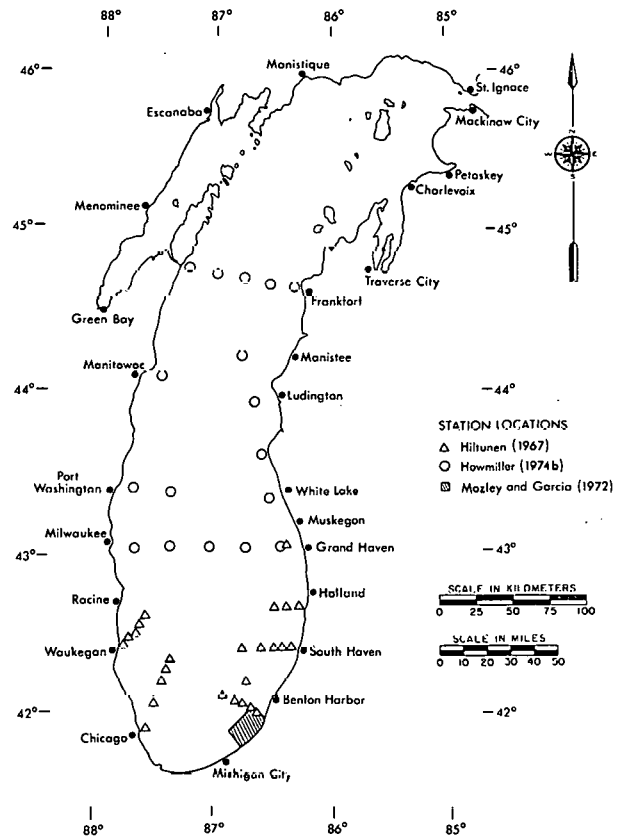 88° 87° 86° 85°
Manistique
46° 46°
St. Ignace
Escanaba
Mackinaw City
N
W E
S
Petoskey
Charlevoix
Menominee
45° 45°
Traverse City
Frankfort
Green Bay
Manistee
Manitowoc
44° 44°
Ludington
STATION LOCATIONS
Hiltunen (1967)
Howmiller (1974b)
Mozley and Garcia (1972)
Port
Washington
White Lake
Muskegon
Milwaukee
43° Grand Haven 43°
Holland
SCALE IN KILOMETERS
0 25 50 75 100
Racine
SCALE IN MILES
0 10 20 30 40 50
Waukegan
South Haven
Benton Harbor
42° 42°
Chicago
Michigan City
88° 87° 86° 85°